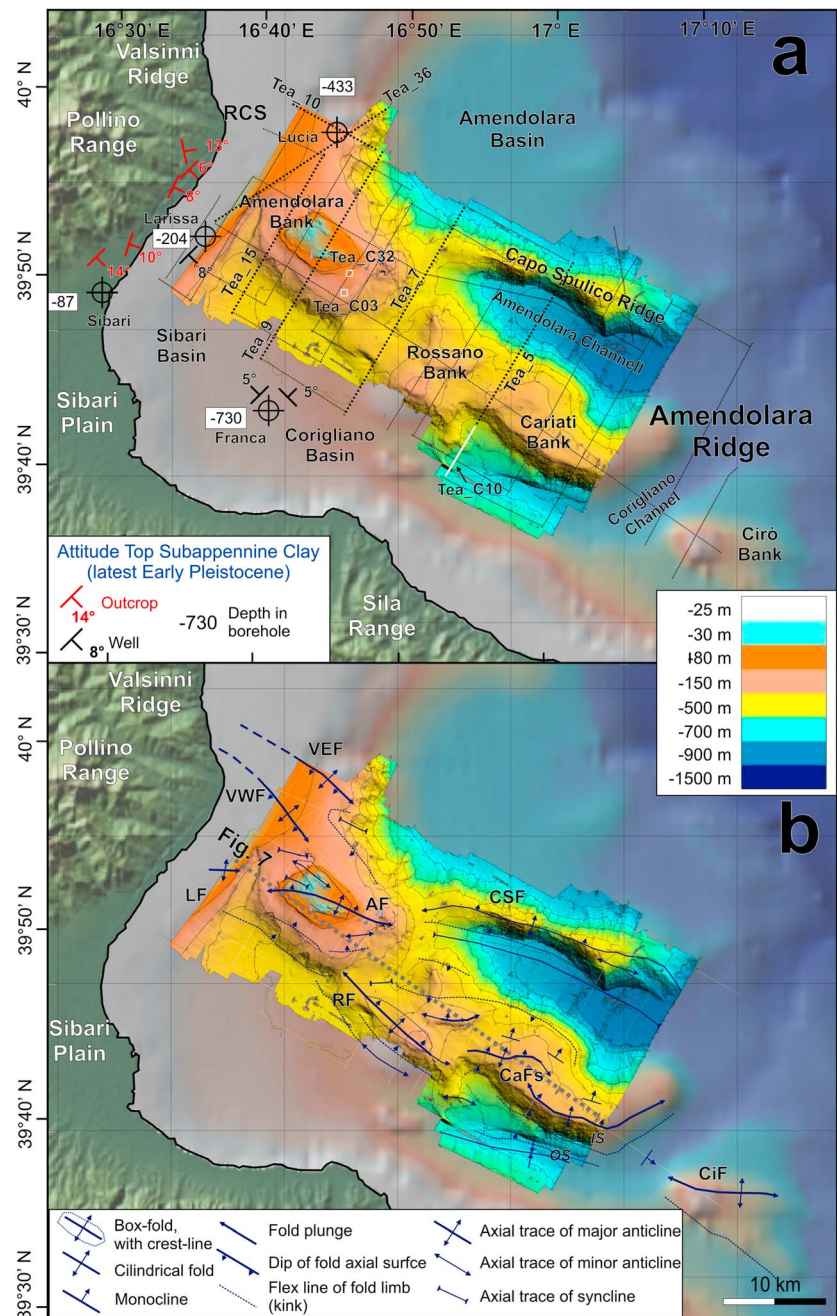 16°30' E
16°40' E
16°50' E
17° E
17°10' E
a
Valsinni
Ridge
40° N
Tea_10
-433
Tea_36
RCS
Lucia
Amendolara
Basin
Pollino
Range
13°
6°
8°
Larissa
Amendolara
Bank
-204
10°
14°
8°
39°50' N
Tea_15
Tea_C32
Tea_7
Capo Spulico Ridge
-87
Sibari
Tea_C03
Amendolara Channell
Sibari
Basin
Tea_9
Rossano
Bank
Tea_5
5°
5°
Sibari
Plain
-730
Franca
Corigliano
Basin
Cariati
Bank
Amendolara
Ridge
39°40' N
Tea_C10
Corigliano
Channel
Cirò
Bank
Attitude Top Subappennine Clay
(latest Early Pleistocene)
14° Outcrop
8° Well
-730 Depth in
borehole
Sila
Range
39°30' N
-25 m
-30 m
-80 m
-150 m
-500 m
-700 m
-900 m
-1500 m
b
Valsinni
Ridge
40° N
Pollino
Range
VEF
VWF
Fig. 7
LF
AF
CSF
39°50' N
RF
Sibari
Plain
CaFs
39°40' N
IS
OS
CiF
Box-fold,
with crest-line
Cilindrical fold
Monocline
Fold plunge
Dip of fold axial surfce
Flex line of fold limb
(kink)
Axial trace of major anticline
Axial trace of minor anticline
Axial trace of syncline
39°30' N
10 km